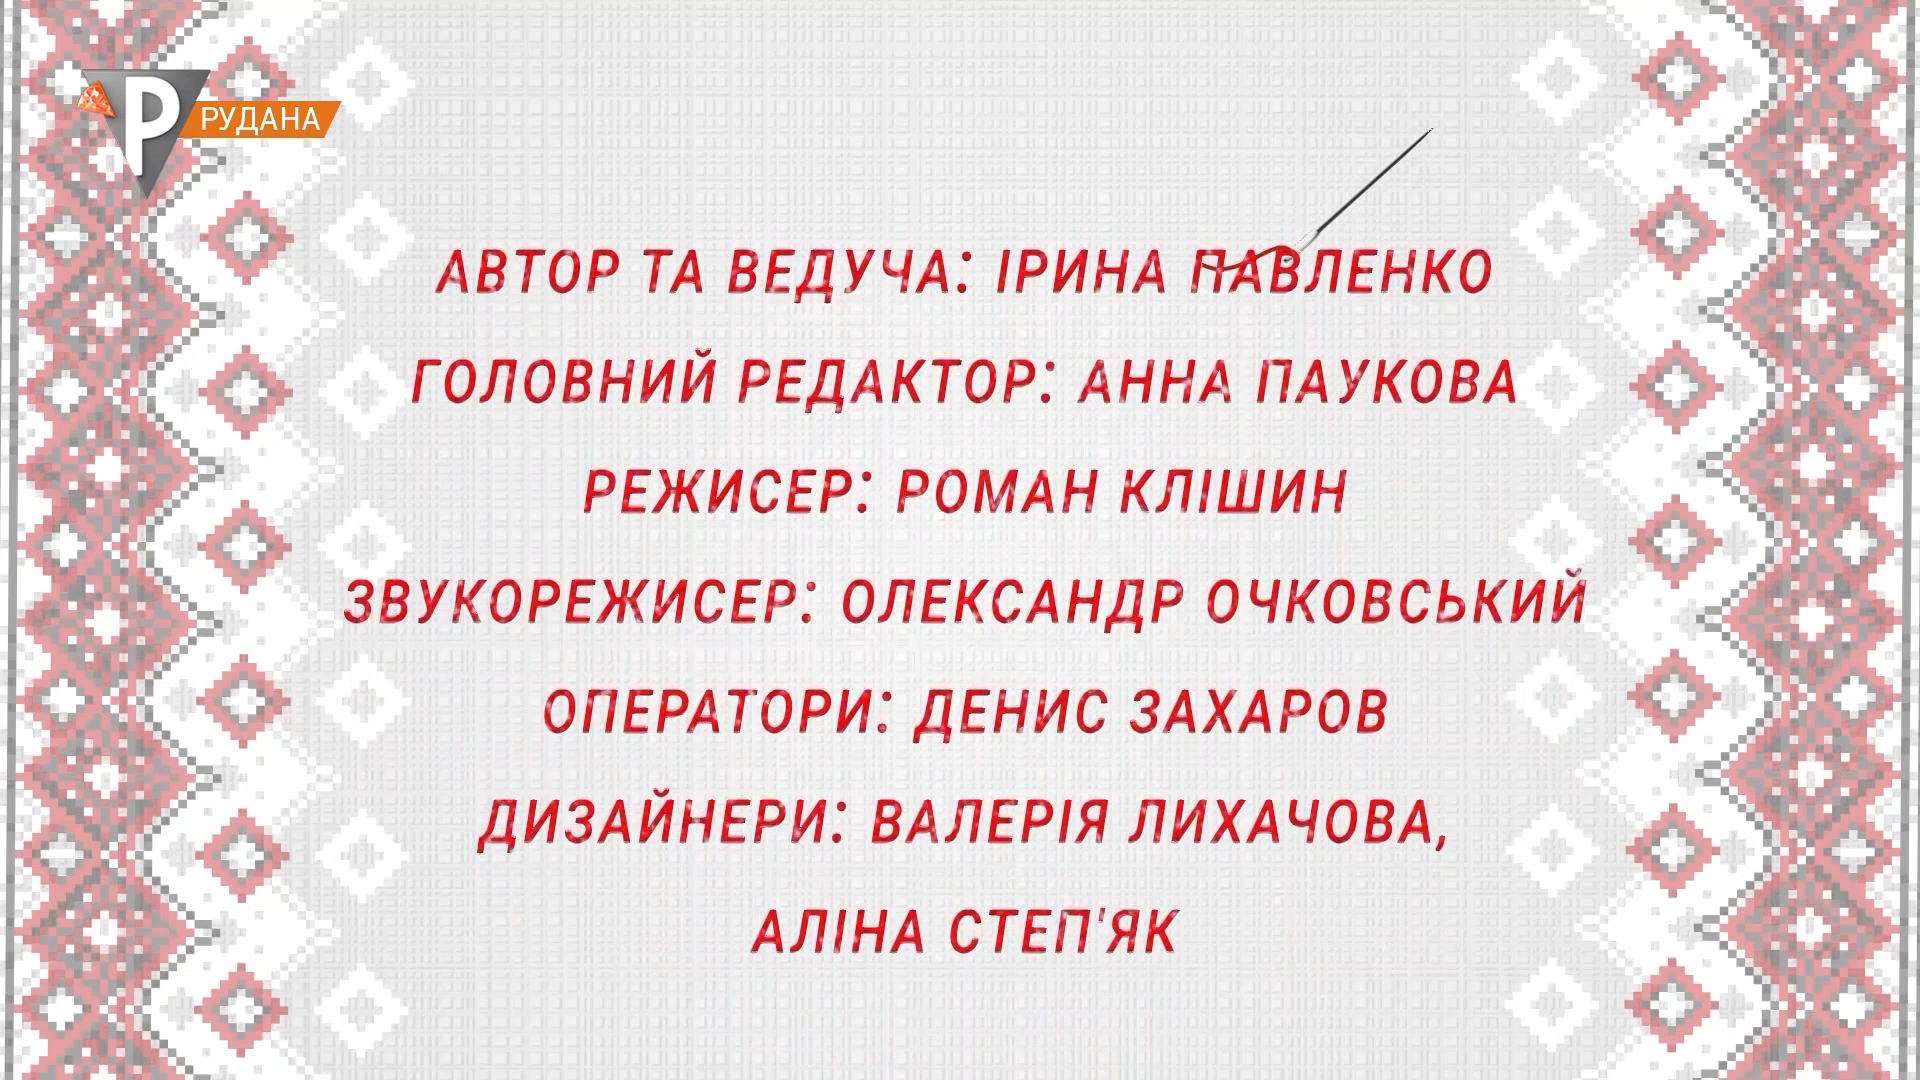 РУДАНА
АВТОР ТА ВЕДУЧА: ІРИНА ПАВЛЕНКО
ГОЛОВНИЙ РЕДАКТОР: АННА ПАУКОВА
РЕЖИСЕР: РОМАН КЛІШИН
ЗВУКОРЕЖИСЕР: ОЛЕКСАНДР ОЧКОВСЬКИЙ
ОПЕРАТОРИ: ДЕНИС ЗАХАРОВ
ДИЗАЙНЕРИ: ВАЛЕРІЯ ЛИХАЧОВА,
АЛІНА СТЕП'ЯК